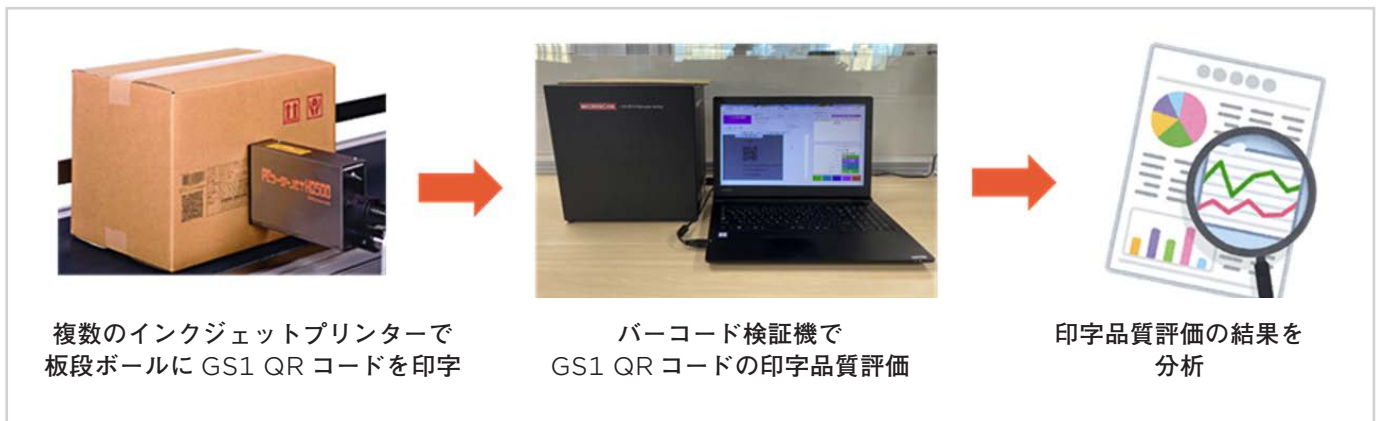 複数のインクジェットプリンターで
板段ボールに GS1 QR コードを印字
バーコード検証機で
GS1 QR コードの印字品質評価
印字品質評価の結果を
分析